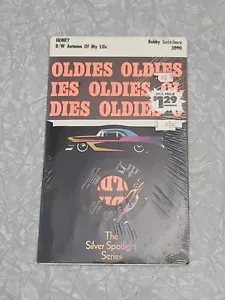 HONEY Bobby Goldsboro
B/W Autumn Of My Life 3990
OLDIES OLDIES
IES OLDIES OL
DIES OLDIES
1.29
The
Silver Spotlight
Series